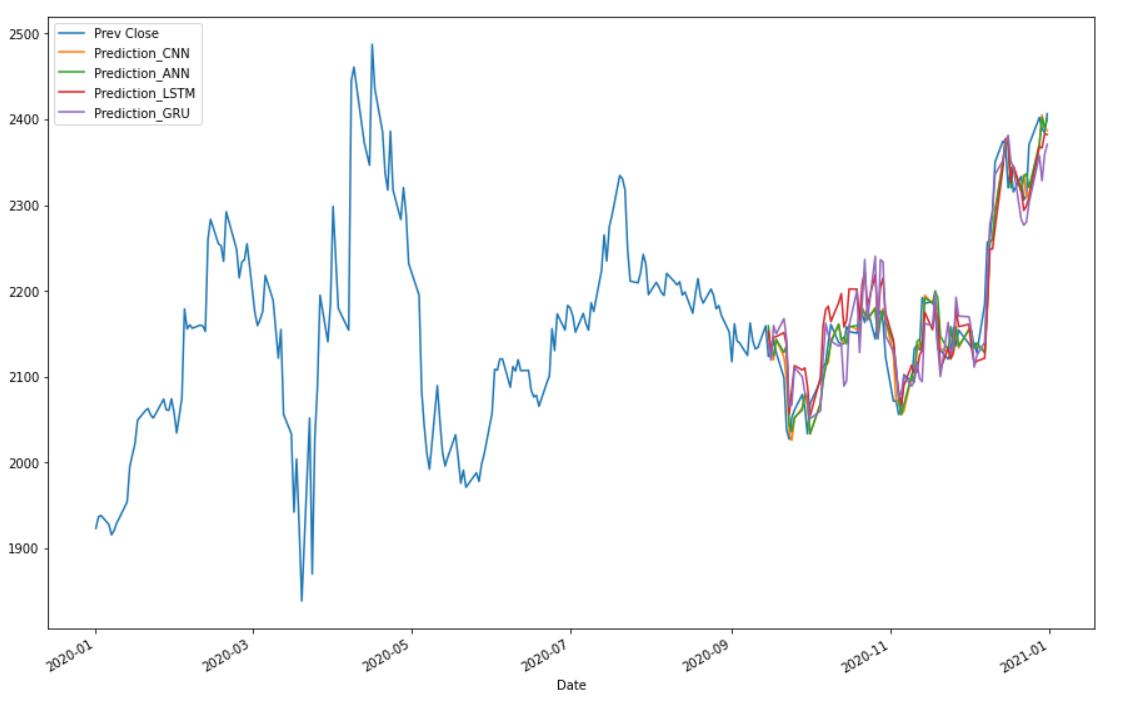 Prev Close
Prediction_CNN
Prediction_ANN
Prediction_LSTM
Prediction_GRU
2500
2400
2300
2200
2100
2000
1900
2020-01
2020-03
2020-05
2020-07
2020-09
2020-11
2021-01
Date